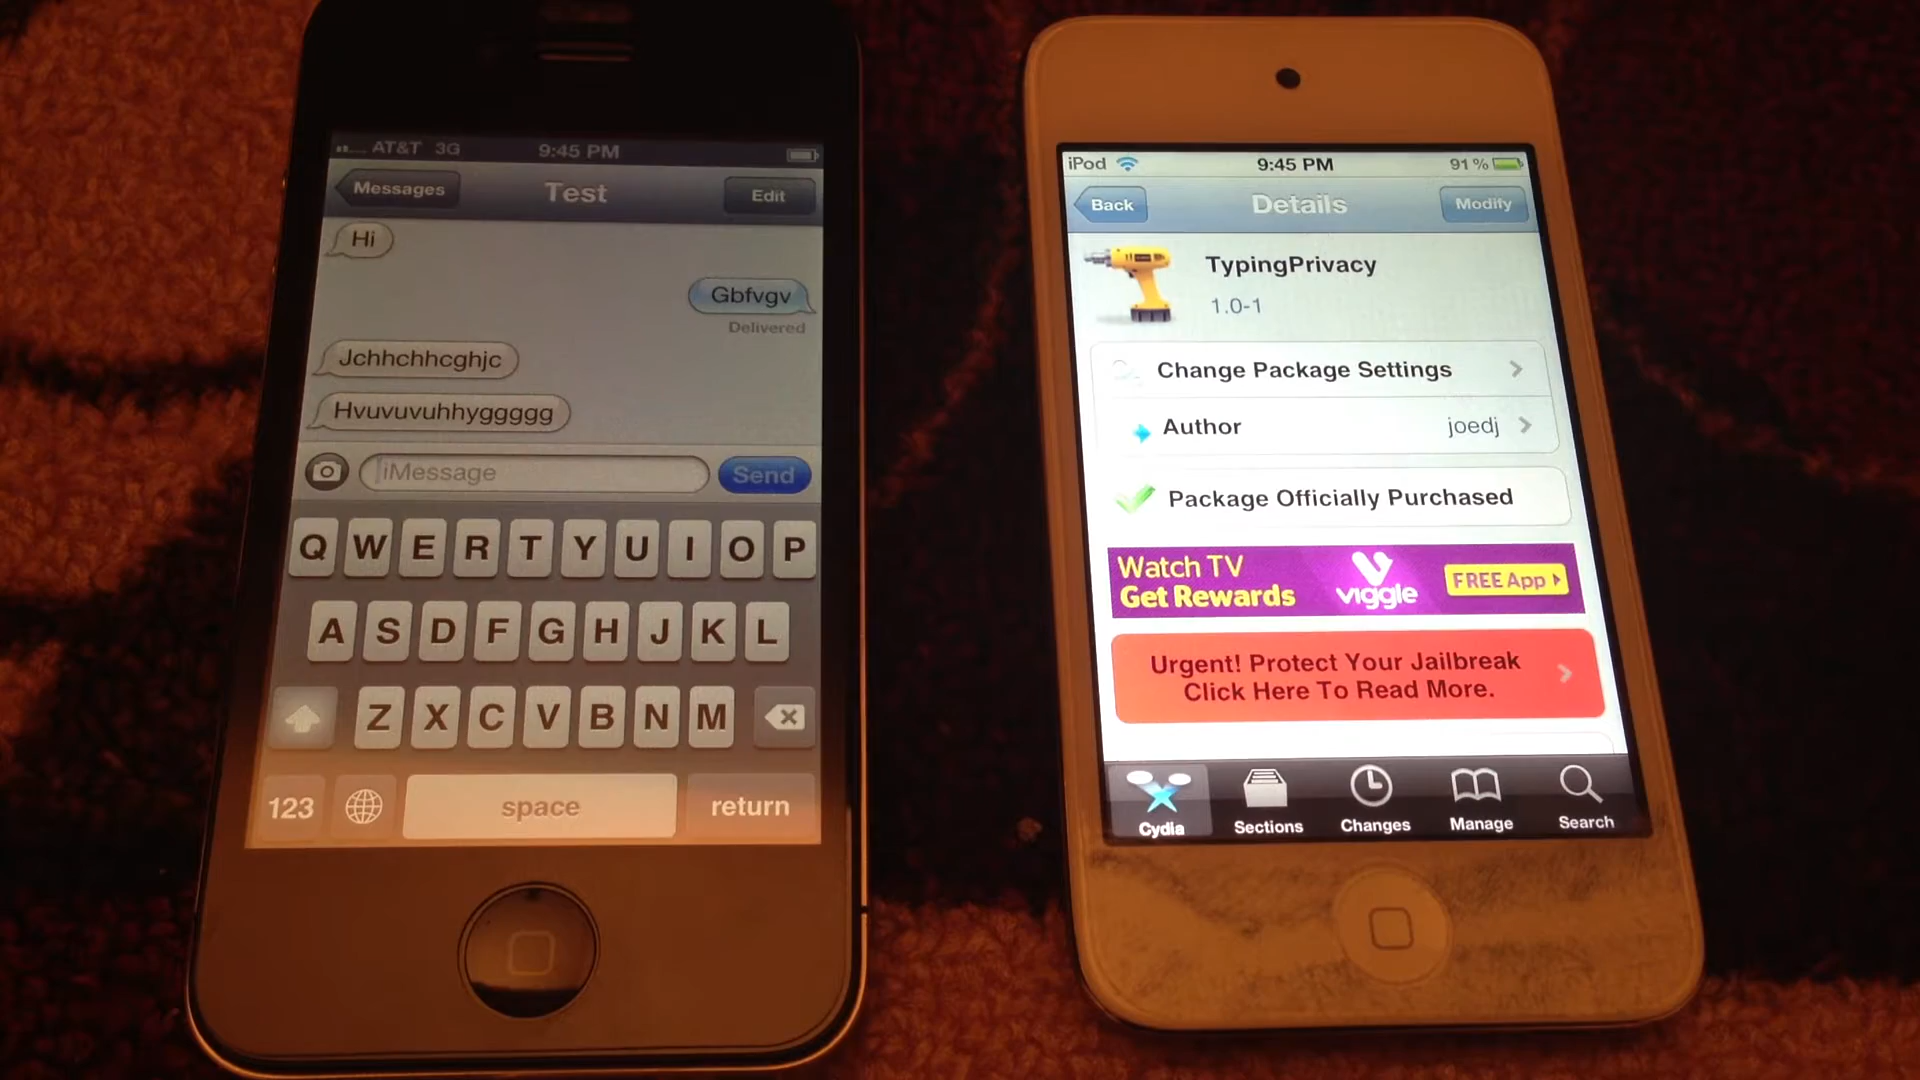 AT&T 3G 9:45 PM
Messages Test Edit
Hi
Gbfvgv
Delivered
Jchhchhcghjc
Hvuvuvuhhyggggg
iMessage Send
Q W E R T Y U I O P
A S D F G H J K L
Z X C V B N M
123 space return
iPod 9:45 PM 91%
Back Details Modify
TypingPrivacy
1.0-1
Change Package Settings
Author joedj
Package Officially Purchased
Watch TV
Get Rewards
viggle
FREE App
Urgent! Protect Your Jailbreak
Click Here To Read More.
Cydia Sections Changes Manage Search